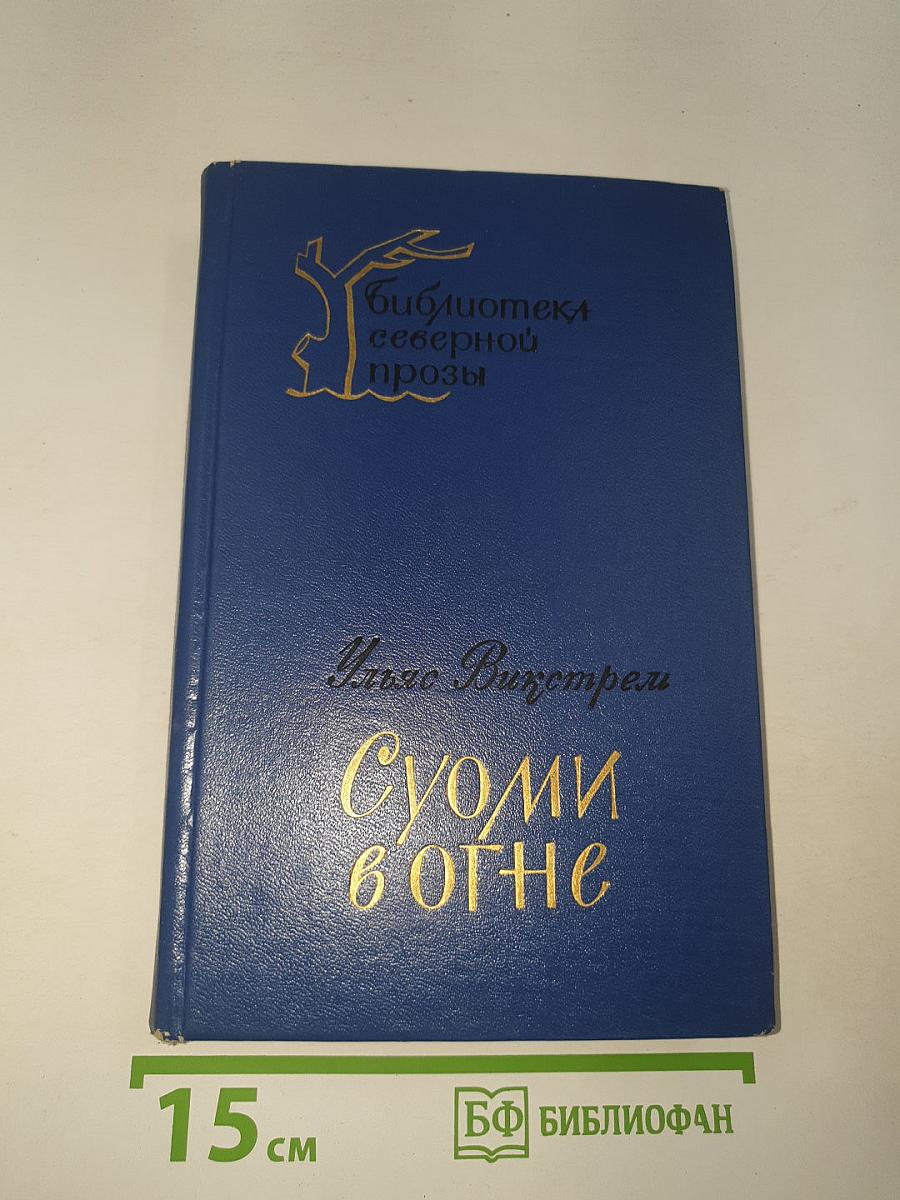 Библиотека
северной
прозы
Ульяс Викстрем
Суоми
в огне
15 см
БФ БИБЛИОФАН